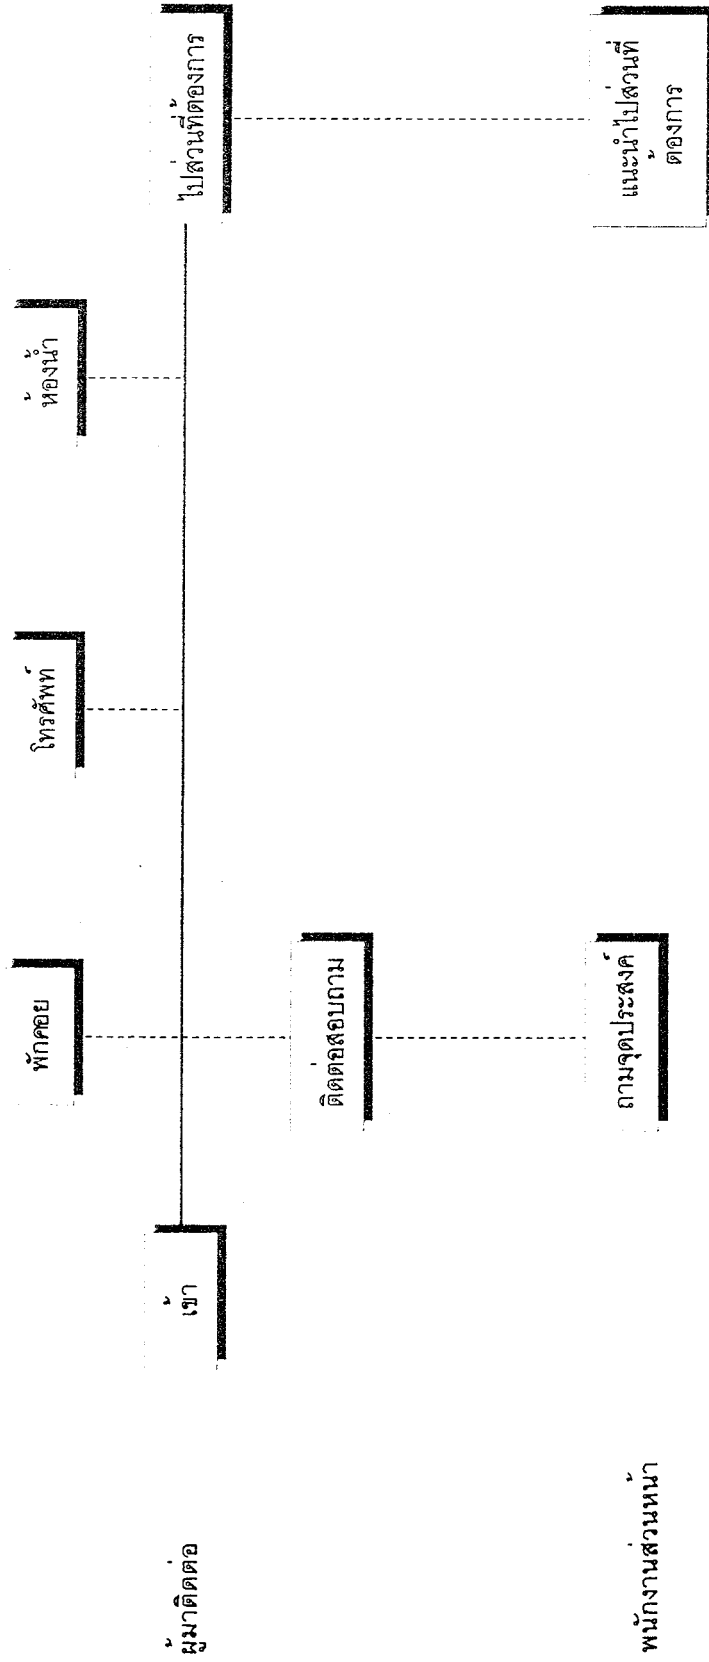 พักคอย
โทรศัพท์
ห้องน้ำ
ผู้มาติดต่อ
เข้า
ไปส่วนที่ต้องการ
ติดต่อสอบถาม
พนักงานส่วนหน้า
ถามจุดประสงค์
แนะนำไปส่วนที่
ต้องการ